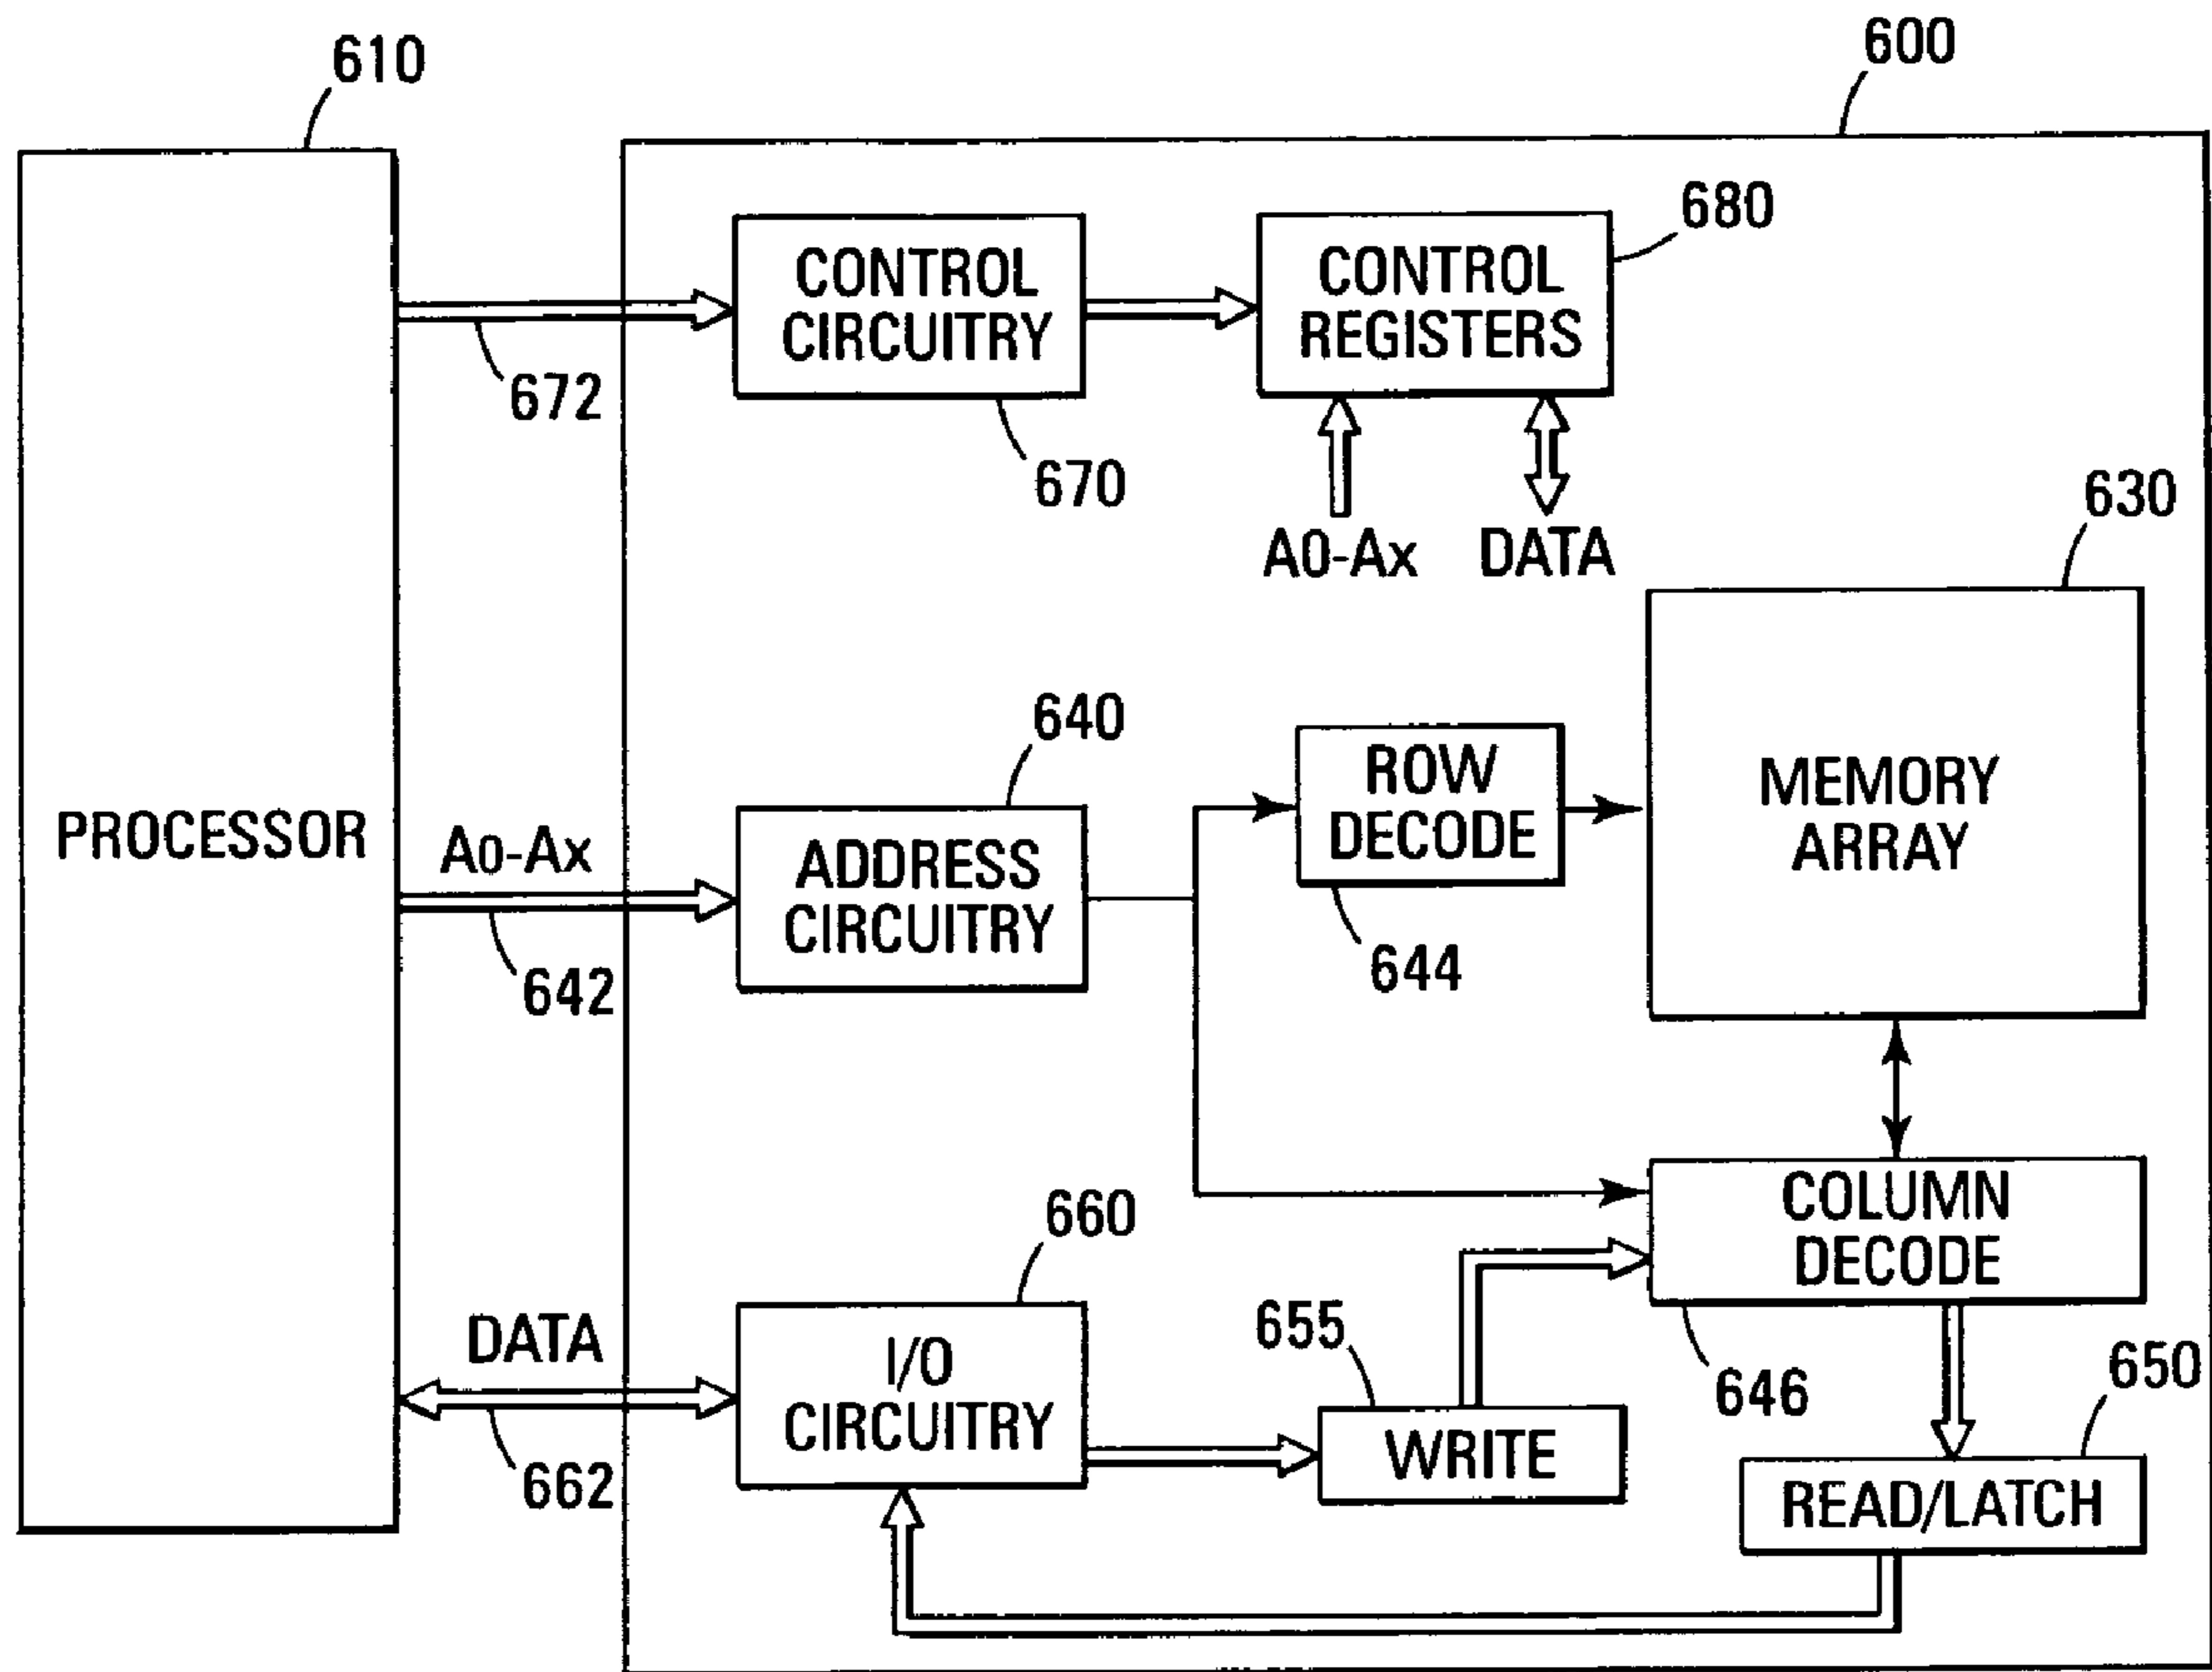 610
600
680
CONTROL
CIRCUITRY
CONTROL
REGISTERS
672
670
A0-Ax
DATA
630
640
ROW
DECODE
MEMORY
ARRAY
PROCESSOR
A0-Ax
ADDRESS
CIRCUITRY
644
642
COLUMN
DECODE
660
655
DATA
I/O
CIRCUITRY
646
650
WRITE
662
READ/LATCH